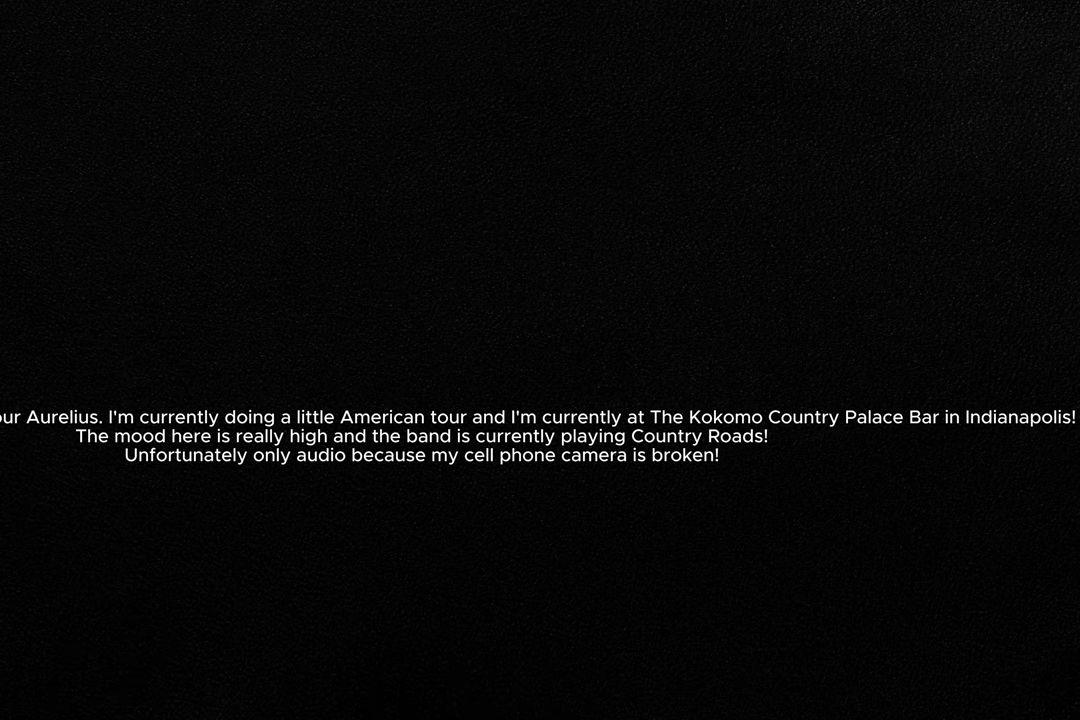 Aurelius. I'm currently doing a little American tour and I'm currently at The Kokomo Country Palace Bar in Indianapolis!
The mood here is really high and the band is currently playing Country Roads!
Unfortunately only audio because my cell phone camera is broken!